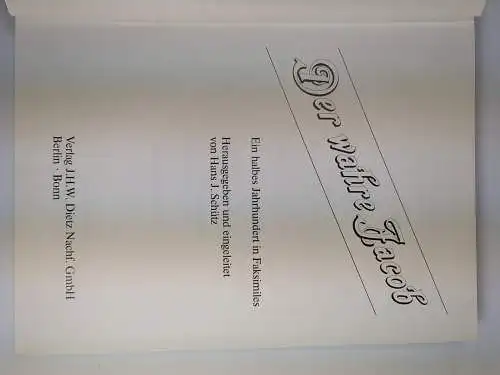 Der wahre Jacob
Ein halbes Jahrhundert in Faksimiles
Herausgegeben und eingeleitet
von Hans J. Schütz
Verlag J.H.W. Dietz Nachf. GmbH
Berlin · Bonn